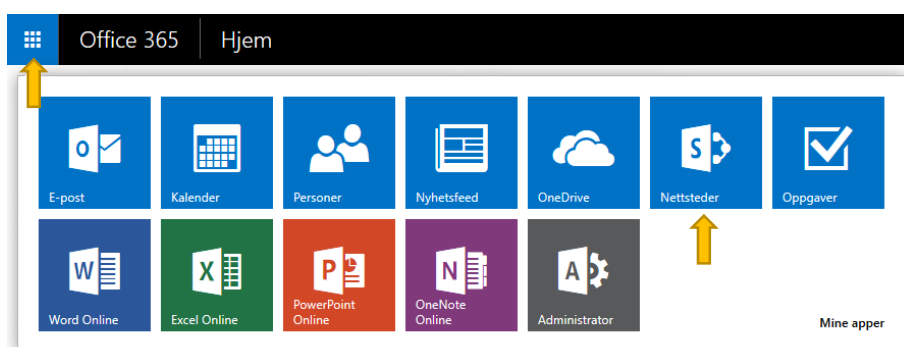 Office 365 Hjem
E-post Kalender Personer Nyhetsfeed OneDrive Nettsteder Oppgaver
Word Online Excel Online PowerPoint Online OneNote Online Administrator
Mine apper